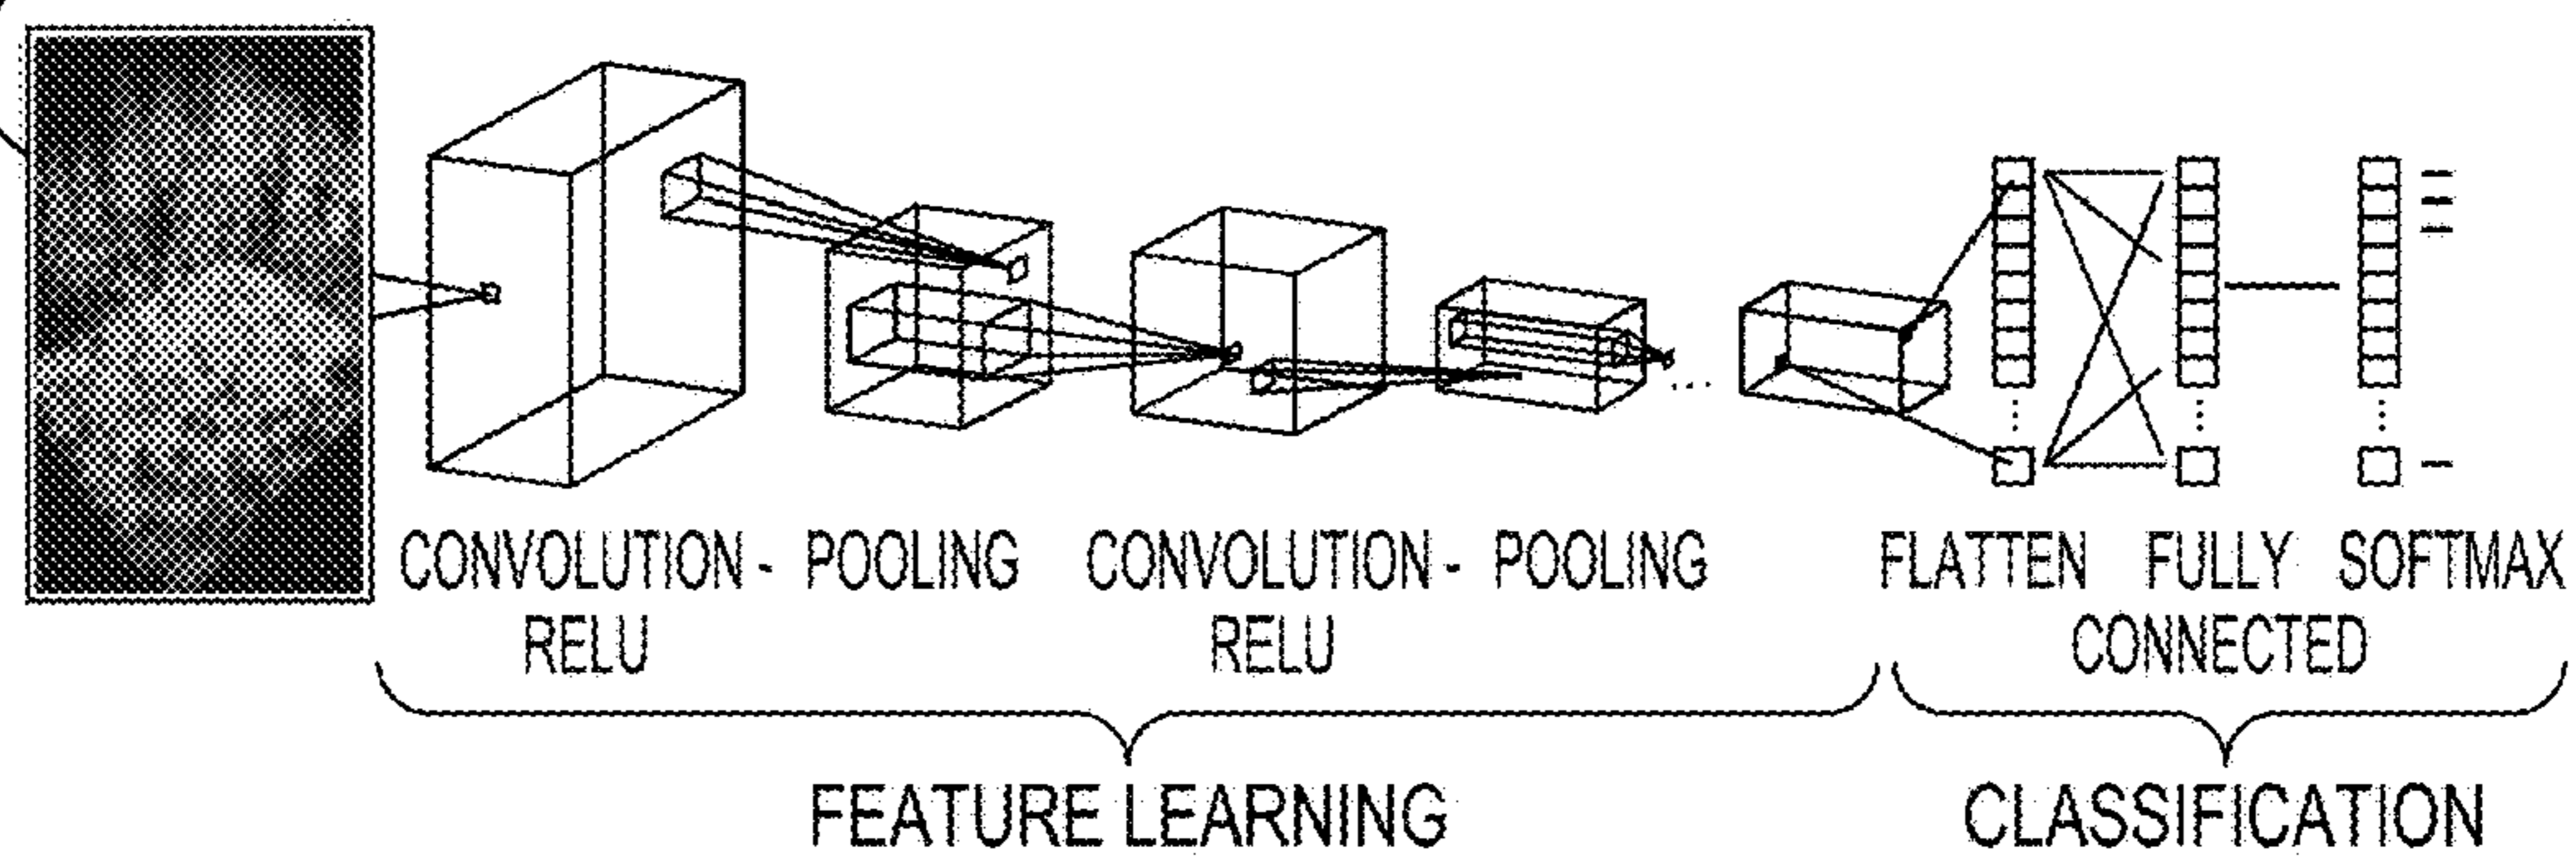 CONVOLUTION - POOLING CONVOLUTION - POOLING FLATTEN FULLY SOFTMAX
RELU RELU CONNECTED
FEATURE LEARNING CLASSIFICATION